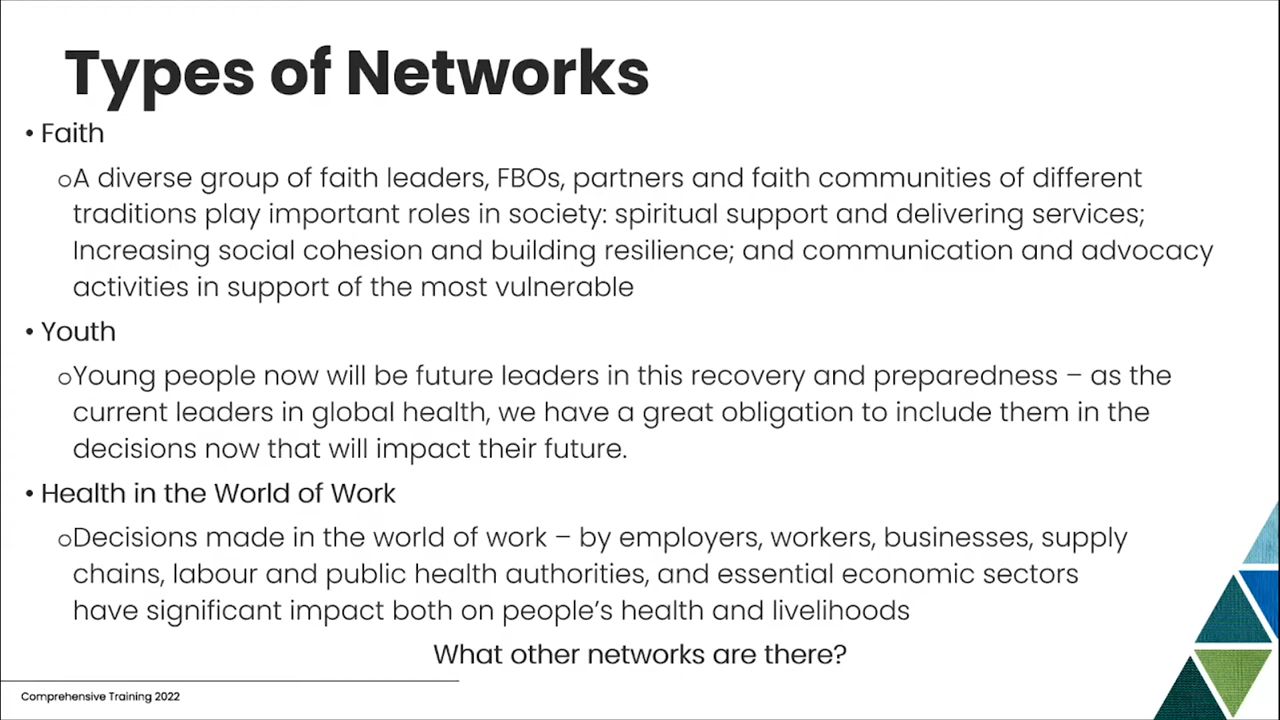 Types of Networks
• Faith
oA diverse group of faith leaders, FBOs, partners and faith communities of different
traditions play important roles in society: spiritual support and delivering services;
Increasing social cohesion and building resilience; and communication and advocacy
activities in support of the most vulnerable
• Youth
oYoung people now will be future leaders in this recovery and preparedness – as the
current leaders in global health, we have a great obligation to include them in the
decisions now that will impact their future.
• Health in the World of Work
oDecisions made in the world of work – by employers, workers, businesses, supply
chains, labour and public health authorities, and essential economic sectors
have significant impact both on people’s health and livelihoods
What other networks are there?
Comprehensive Training 2022